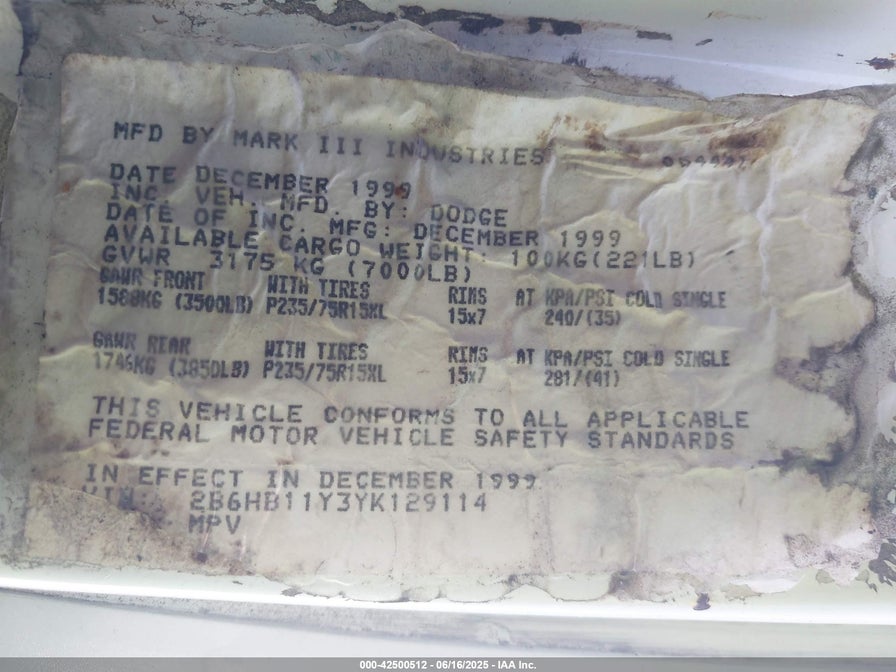 MFD BY MARK III INDUSTRIES
DATE DECEMBER 1999
INC. VEH. MFD. BY: DODGE
DATE OF INC. MFG: DECEMBER 1999
AVAILABLE CARGO WEIGHT: 100KG(221LB)
GVWR 3175 KG (7000LB)
GAWR FRONT WITH TIRES RIMS AT KPA/PSI COLD SINGLE
1588KG (3500LB) P235/75R15XL 15x7 240/(35)
GAWR REAR WITH TIRES RIMS AT KPA/PSI COLD SINGLE
1746KG (3850LB) P235/75R15XL 15x7 281/(41)
THIS VEHICLE CONFORMS TO ALL APPLICABLE
FEDERAL MOTOR VEHICLE SAFETY STANDARDS
IN EFFECT IN DECEMBER 1999
VIN: 2B6HB11Y3YK129114
MPV
000-42500512 - 06/16/2025 - IAA Inc.